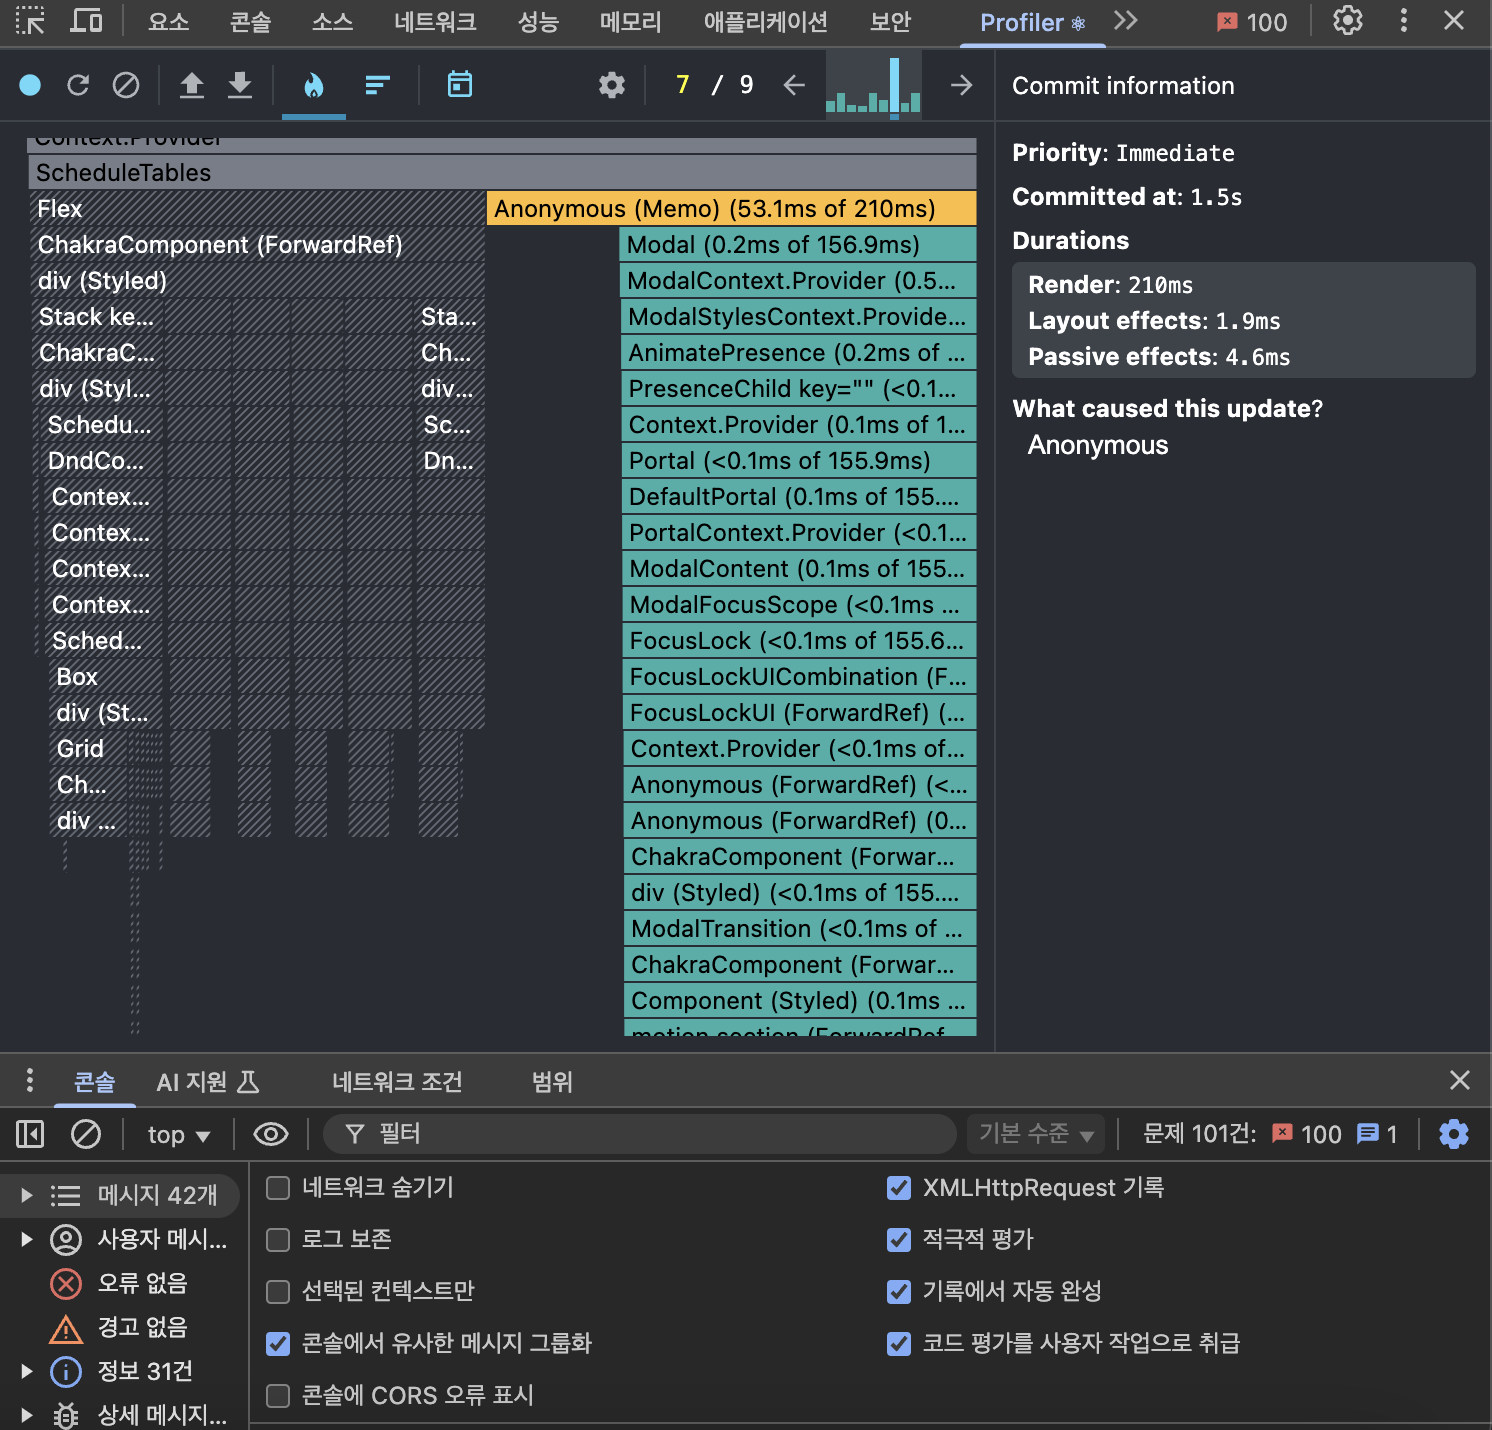 요소 콘솔 소스 네트워크 성능 메모리 애플리케이션 보안 Profiler ⚛ 100
7 / 9
Commit information
Priority: Immediate
Committed at: 1.5s
Durations
Render: 210ms
Layout effects: 1.9ms
Passive effects: 4.6ms
What caused this update?
Anonymous
Context.Provider
ScheduleTables
Flex
Anonymous (Memo) (53.1ms of 210ms)
ChakraComponent (ForwardRef)
Modal (0.2ms of 156.9ms)
div (Styled)
ModalContext.Provider (0.5...
Stack ke...
Sta...
ModalStylesContext.Provide...
ChakraC...
Ch...
AnimatePresence (0.2ms of ...
div (Styl...
div...
PresenceChild key="" (<0.1...
Schedu...
Sc...
Context.Provider (0.1ms of 1...
DndCo...
Dn...
Portal (<0.1ms of 155.9ms)
Contex...
DefaultPortal (0.1ms of 155....
Contex...
PortalContext.Provider (<0.1...
Contex...
ModalContent (0.1ms of 155...
Contex...
ModalFocusScope (<0.1ms ...
Sched...
FocusLock (<0.1ms of 155.6...
Box
FocusLockUICombination (F...
div (St...
FocusLockUI (ForwardRef) (...
Grid
Context.Provider (<0.1ms of...
Ch...
Anonymous (ForwardRef) (<...
div ...
Anonymous (ForwardRef) (0...
ChakraComponent (Forwar...
div (Styled) (<0.1ms of 155....
ModalTransition (<0.1ms of ...
ChakraComponent (Forwar...
Component (Styled) (0.1ms ...
motion.section (ForwardRef
콘솔 AI 지원 네트워크 조건 범위
top 필터 기본 수준 문제 101건: 100 1
메시지 42개
사용자 메시...
오류 없음
경고 없음
정보 31건
상세 메시지...
네트워크 숨기기
로그 보존
선택된 컨텍스트만
콘솔에서 유사한 메시지 그룹화
콘솔에 CORS 오류 표시
XMLHttpRequest 기록
적극적 평가
기록에서 자동 완성
코드 평가를 사용자 작업으로 취급